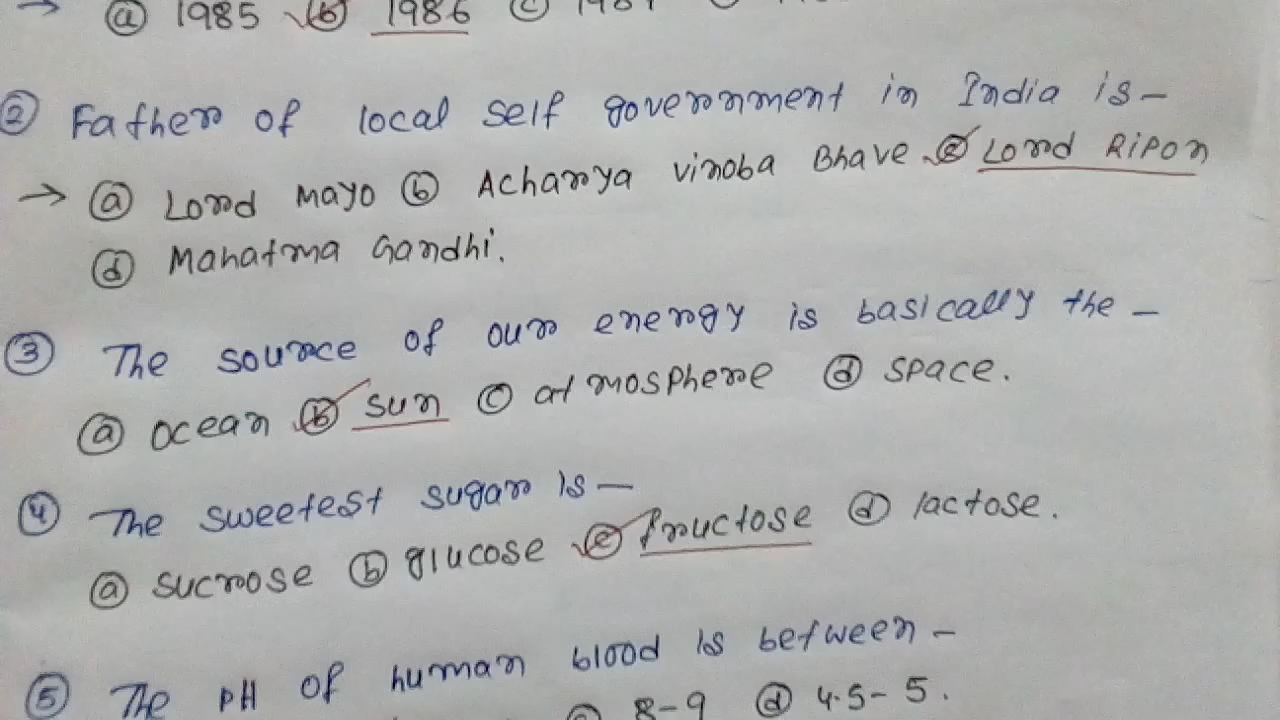 → ⓐ 1985 ⓑ 1986 ⓒ
② Father of local self government in India is-
→ ⓐ Lord Mayo ⓑ Acharya vinoba Bhave ⓒ Lord Ripon
ⓓ Mahatma Gandhi.
③ The source of our energy is basically the -
ⓐ ocean ⓑ sun ⓒ atmosphere ⓓ space.
④ The sweetest sugar is-
ⓐ sucrose ⓑ glucose ⓒ fructose ⓓ lactose.
⑤ The pH of human blood is between-
ⓒ 8-9 ⓓ 4.5-5.